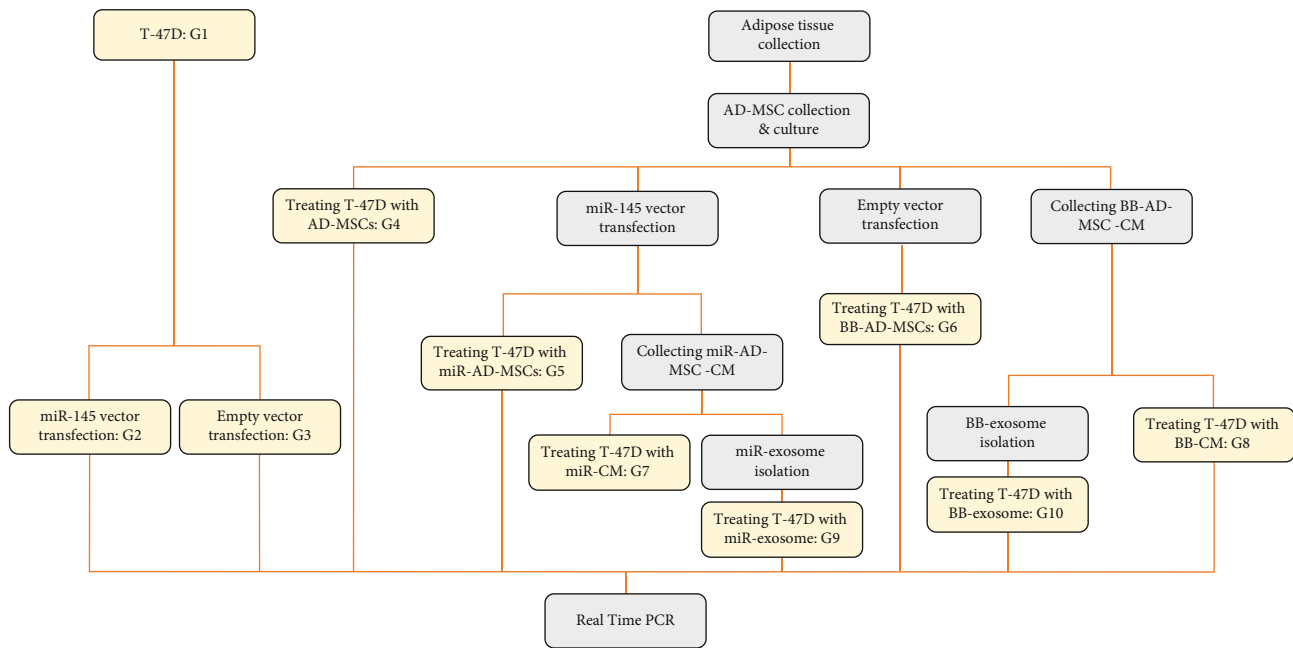 T-47D: G1
Adipose tissue
collection
AD-MSC collection
& culture
Treating T-47D with
AD-MSCs: G4
miR-145 vector
transfection
Empty vector
transfection
Collecting BB-AD-
MSC -CM
Treating T-47D with
BB-AD-MSCs: G6
Treating T-47D with
miR-AD-MSCs: G5
Collecting miR-AD-
MSC -CM
miR-145 vector
transfection: G2
Empty vector
transfection: G3
BB-exosome
isolation
Treating T-47D with
BB-CM: G8
Treating T-47D with
miR-CM: G7
miR-exosome
isolation
Treating T-47D with
BB-exosome: G10
Treating T-47D with
miR-exosome: G9
Real Time PCR